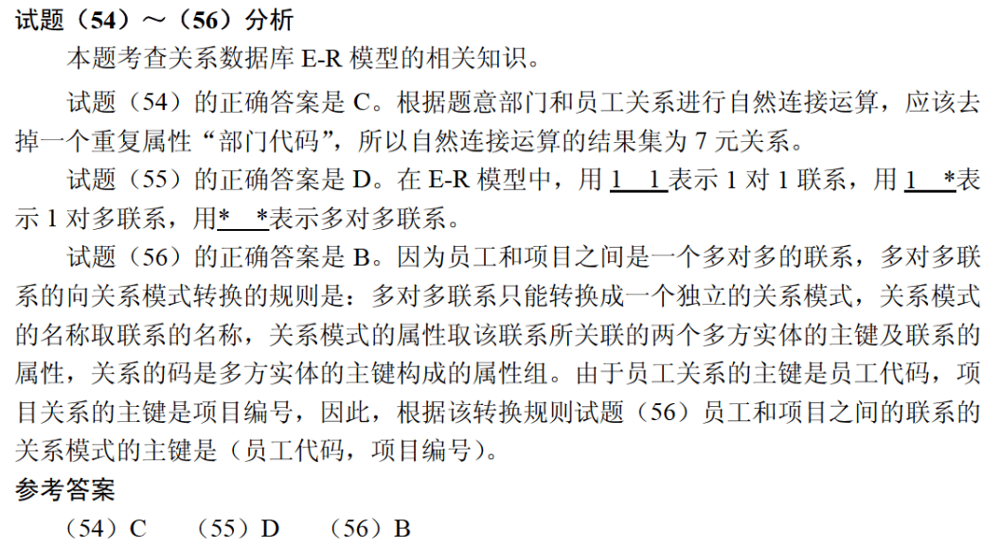 试题（54）～（56）分析
本题考查关系数据库 E-R 模型的相关知识。
试题（54）的正确答案是 C。根据题意部门和员工关系进行自然连接运算，应该去
掉一个重复属性“部门代码”，所以自然连接运算的结果集为 7 元关系。
试题（55）的正确答案是 D。在 E-R 模型中，用 1 1 表示 1 对 1 联系，用 1 *表
示 1 对多联系，用* *表示多对多联系。
试题（56）的正确答案是 B。因为员工和项目之间是一个多对多的联系，多对多联
系的向关系模式转换的规则是：多对多联系只能转换成一个独立的关系模式，关系模式
的名称取联系的名称，关系模式的属性取该联系所关联的两个多方实体的主键及联系的
属性，关系的码是多方实体的主键构成的属性组。由于员工关系的主键是员工代码，项
目关系的主键是项目编号，因此，根据该转换规则试题（56）员工和项目之间的联系的
关系模式的主键是（员工代码，项目编号）。
参考答案
（54）C （55）D （56）B